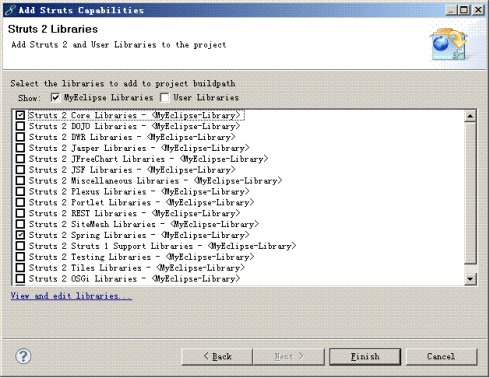 Add Struts Capabilities
Struts 2 Libraries
Add Struts 2 and User Libraries to the project
Select the libraries to add to project buildpath
Show: MyEclipse Libraries User Libraries
Struts 2 Core Libraries - <MyEclipse-Library>
Struts 2 DOJO Libraries - <MyEclipse-Library>
Struts 2 DWR Libraries - <MyEclipse-Library>
Struts 2 Jasper Libraries - <MyEclipse-Library>
Struts 2 JFreeChart Libraries - <MyEclipse-Library>
Struts 2 JSF Libraries - <MyEclipse-Library>
Struts 2 Miscellaneous Libraries - <MyEclipse-Library>
Struts 2 Plexus Libraries - <MyEclipse-Library>
Struts 2 Portlet Libraries - <MyEclipse-Library>
Struts 2 REST Libraries - <MyEclipse-Library>
Struts 2 SiteMesh Libraries - <MyEclipse-Library>
Struts 2 Spring Libraries - <MyEclipse-Library>
Struts 2 Struts 1 Support Libraries - <MyEclipse-Library>
Struts 2 Testing Libraries - <MyEclipse-Library>
Struts 2 Tiles Libraries - <MyEclipse-Library>
Struts 2 OSGi Libraries - <MyEclipse-Library>
View and edit libraries...
? < Back Next > Finish Cancel